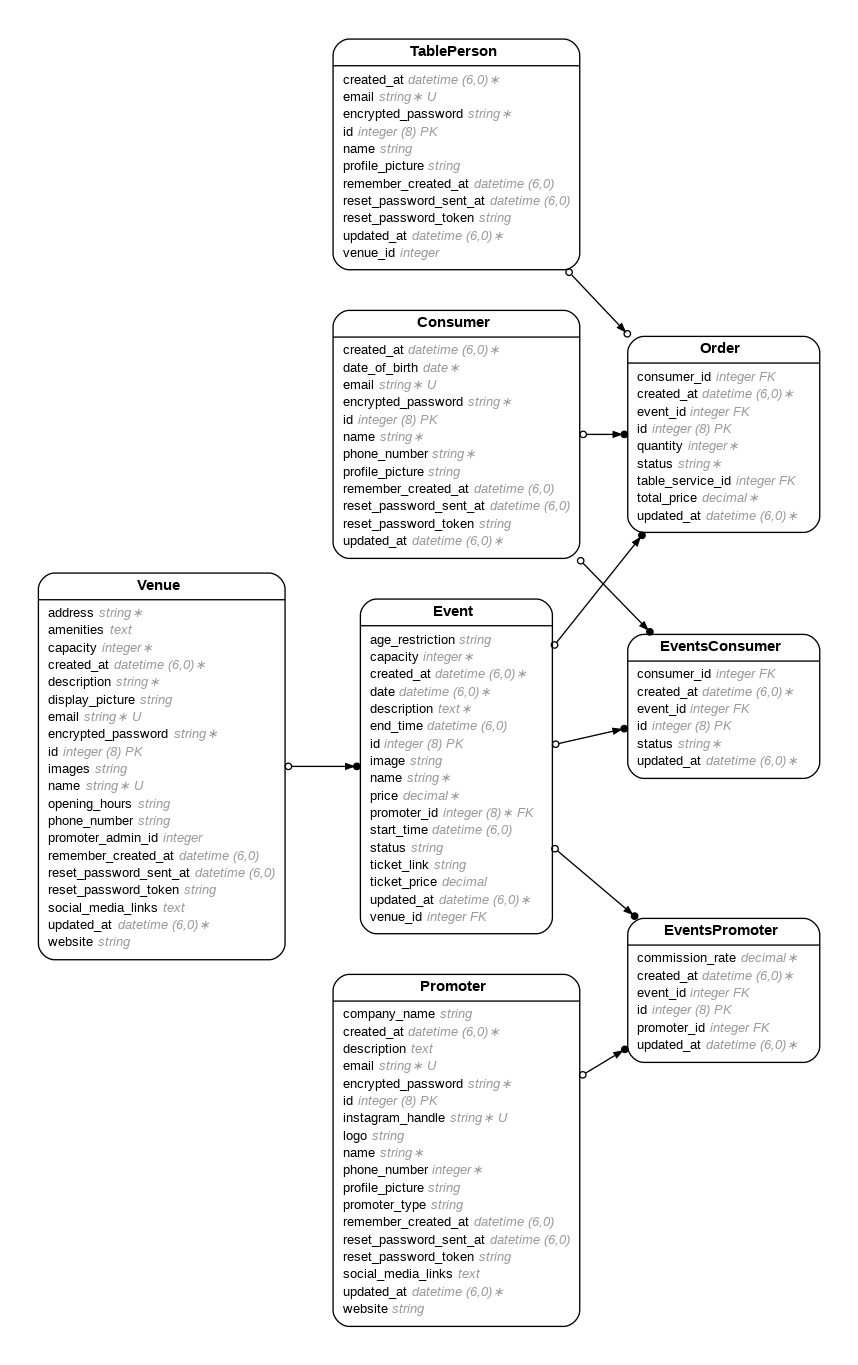 TablePerson
created_at datetime (6,0)∗
email string∗ U
encrypted_password string∗
id integer (8) PK
name string
profile_picture string
remember_created_at datetime (6,0)
reset_password_sent_at datetime (6,0)
reset_password_token string
updated_at datetime (6,0)∗
venue_id integer
Consumer
created_at datetime (6,0)∗
date_of_birth date∗
email string∗ U
encrypted_password string∗
id integer (8) PK
name string∗
phone_number string∗
profile_picture string
remember_created_at datetime (6,0)
reset_password_sent_at datetime (6,0)
reset_password_token string
updated_at datetime (6,0)∗
Order
consumer_id integer FK
created_at datetime (6,0)∗
event_id integer FK
id integer (8) PK
quantity integer∗
status string∗
table_service_id integer FK
total_price decimal∗
updated_at datetime (6,0)∗
Venue
address string∗
amenities text
capacity integer∗
created_at datetime (6,0)∗
description string∗
display_picture string
email string∗ U
encrypted_password string∗
id integer (8) PK
images string
name string∗ U
opening_hours string
phone_number string
promoter_admin_id integer
remember_created_at datetime (6,0)
reset_password_sent_at datetime (6,0)
reset_password_token string
social_media_links text
updated_at datetime (6,0)∗
website string
Event
age_restriction string
capacity integer∗
created_at datetime (6,0)∗
date datetime (6,0)∗
description text∗
end_time datetime (6,0)
id integer (8) PK
image string
name string∗
price decimal∗
promoter_id integer (8)∗ FK
start_time datetime (6,0)
status string
ticket_link string
ticket_price decimal
updated_at datetime (6,0)∗
venue_id integer FK
EventsConsumer
consumer_id integer FK
created_at datetime (6,0)∗
event_id integer FK
id integer (8) PK
status string∗
updated_at datetime (6,0)∗
EventsPromoter
commission_rate decimal∗
created_at datetime (6,0)∗
event_id integer FK
id integer (8) PK
promoter_id integer FK
updated_at datetime (6,0)∗
Promoter
company_name string
created_at datetime (6,0)∗
description text
email string∗ U
encrypted_password string∗
id integer (8) PK
instagram_handle string∗ U
logo string
name string∗
phone_number integer∗
profile_picture string
promoter_type string
remember_created_at datetime (6,0)
reset_password_sent_at datetime (6,0)
reset_password_token string
social_media_links text
updated_at datetime (6,0)∗
website string